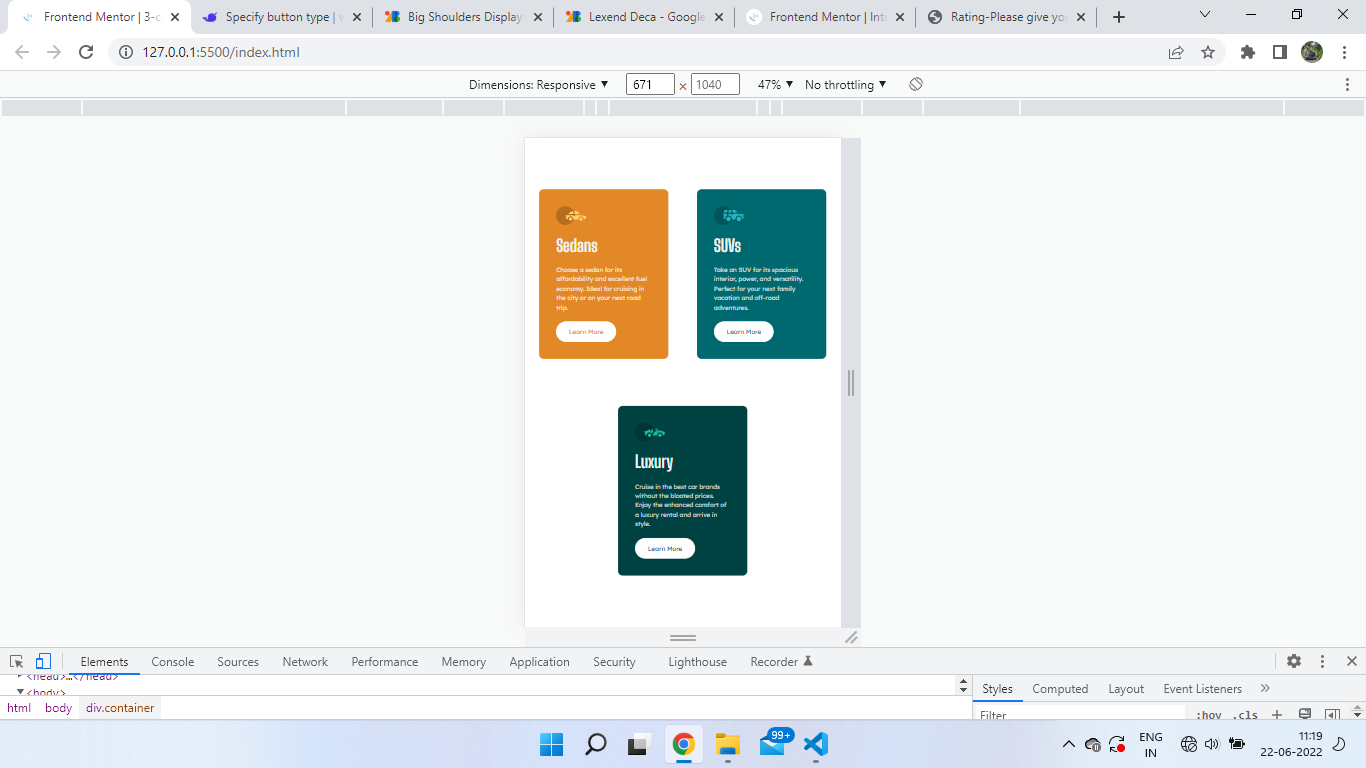 Frontend Mentor | 3-c
Specify button type | v
Big Shoulders Display
Lexend Deca - Google
Frontend Mentor | Inte
Rating-Please give you
127.0.0.1:5500/index.html
Dimensions: Responsive
671 × 1040
47%
No throttling
Sedans
Choose a sedan for its
affordability and excellent fuel
economy. Ideal for cruising in
the city or on your next road
trip.
Learn More
SUVs
Take an SUV for its spacious
interior, power, and versatility.
Perfect for your next family
vacation and off-road
adventures.
Learn More
Luxury
Cruise in the best car brands
without the bloated prices.
Enjoy the enhanced comfort of
a luxury rental and arrive in
style.
Learn More
Elements Console Sources Network Performance Memory Application Security Lighthouse Recorder
<head>…</head>
<body>
html body div.container
Styles Computed Layout Event Listeners
Filter :hov .cls
99+
ENG
IN
11:19
22-06-2022